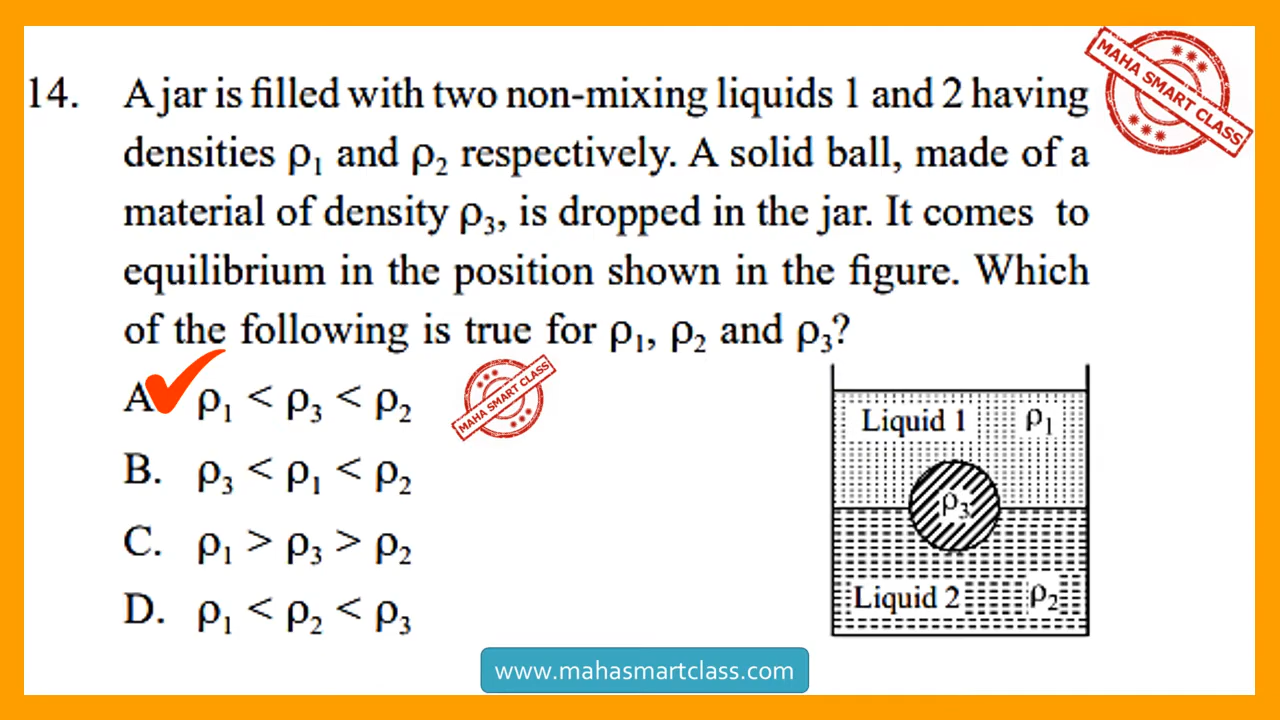 MAHA SMART CLASS
14. A jar is filled with two non-mixing liquids 1 and 2 having
densities ρ₁ and ρ₂ respectively. A solid ball, made of a
material of density ρ₃, is dropped in the jar. It comes to
equilibrium in the position shown in the figure. Which
of the following is true for ρ₁, ρ₂ and ρ₃?
A. ρ₁ < ρ₃ < ρ₂
MAHA SMART CLASS
B. ρ₃ < ρ₁ < ρ₂
C. ρ₁ > ρ₃ > ρ₂
D. ρ₁ < ρ₂ < ρ₃
Liquid 1 ρ₁
ρ₃
Liquid 2 ρ₂
www.mahasmartclass.com